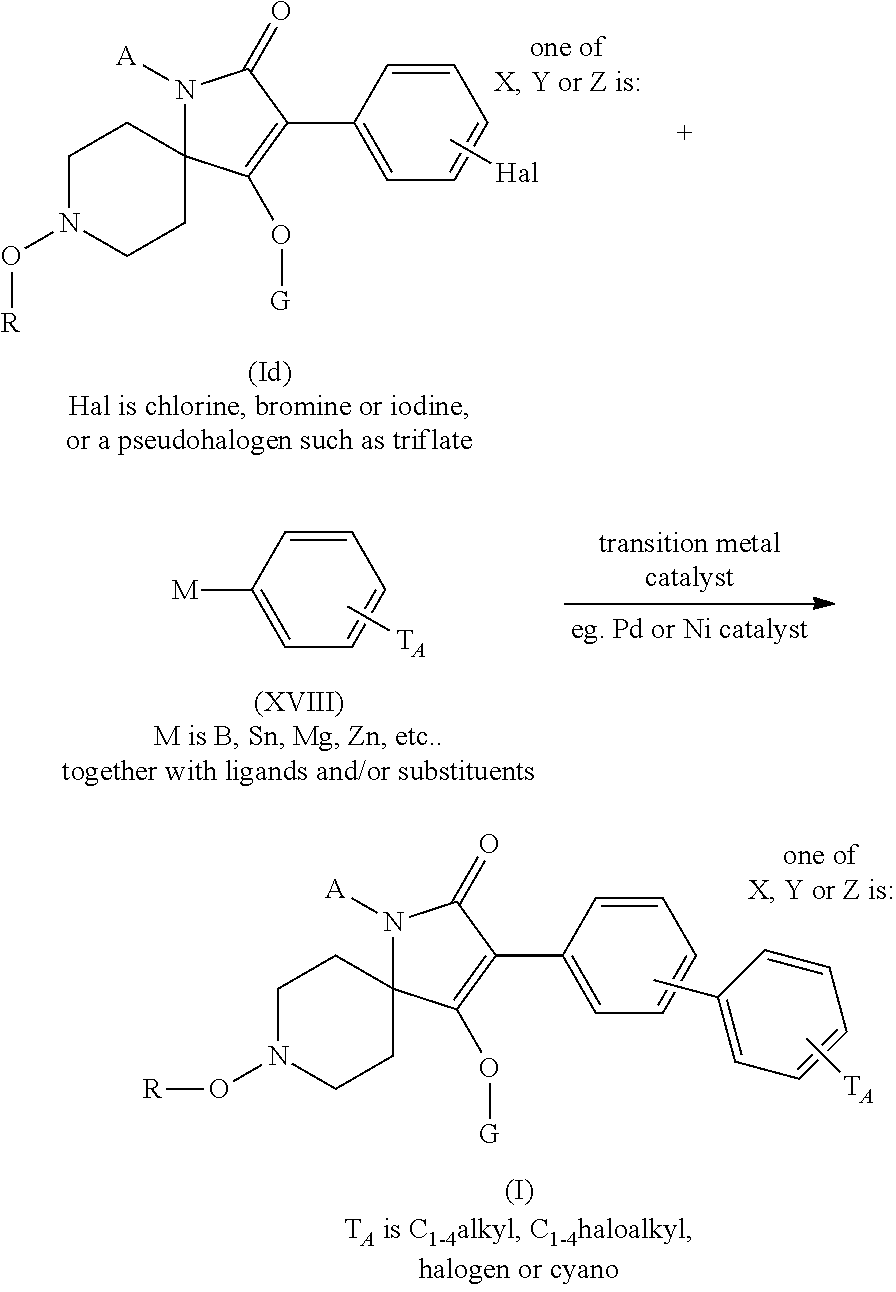 O
A
N
one of
X, Y or Z is:
+
Hal
N
O
O
R
G
(Id)
Hal is chlorine, bromine or iodine,
or a pseudohalogen such as triflate
M
T_A
transition metal
catalyst
eg. Pd or Ni catalyst
(XVIII)
M is B, Sn, Mg, Zn, etc..
together with ligands and/or substituents
O
A
N
one of
X, Y or Z is:
N
R
O
O
T_A
G
(I)
T_A is C_1-4alkyl, C_1-4haloalkyl,
halogen or cyano